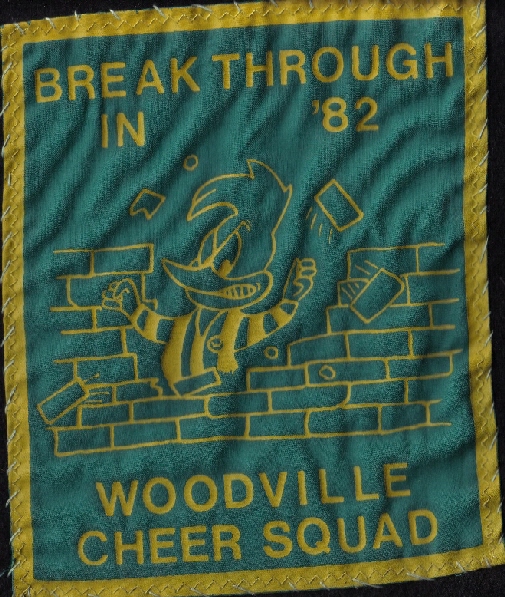 BREAK THROUGH
IN '82
WOODVILLE
CHEER SQUAD